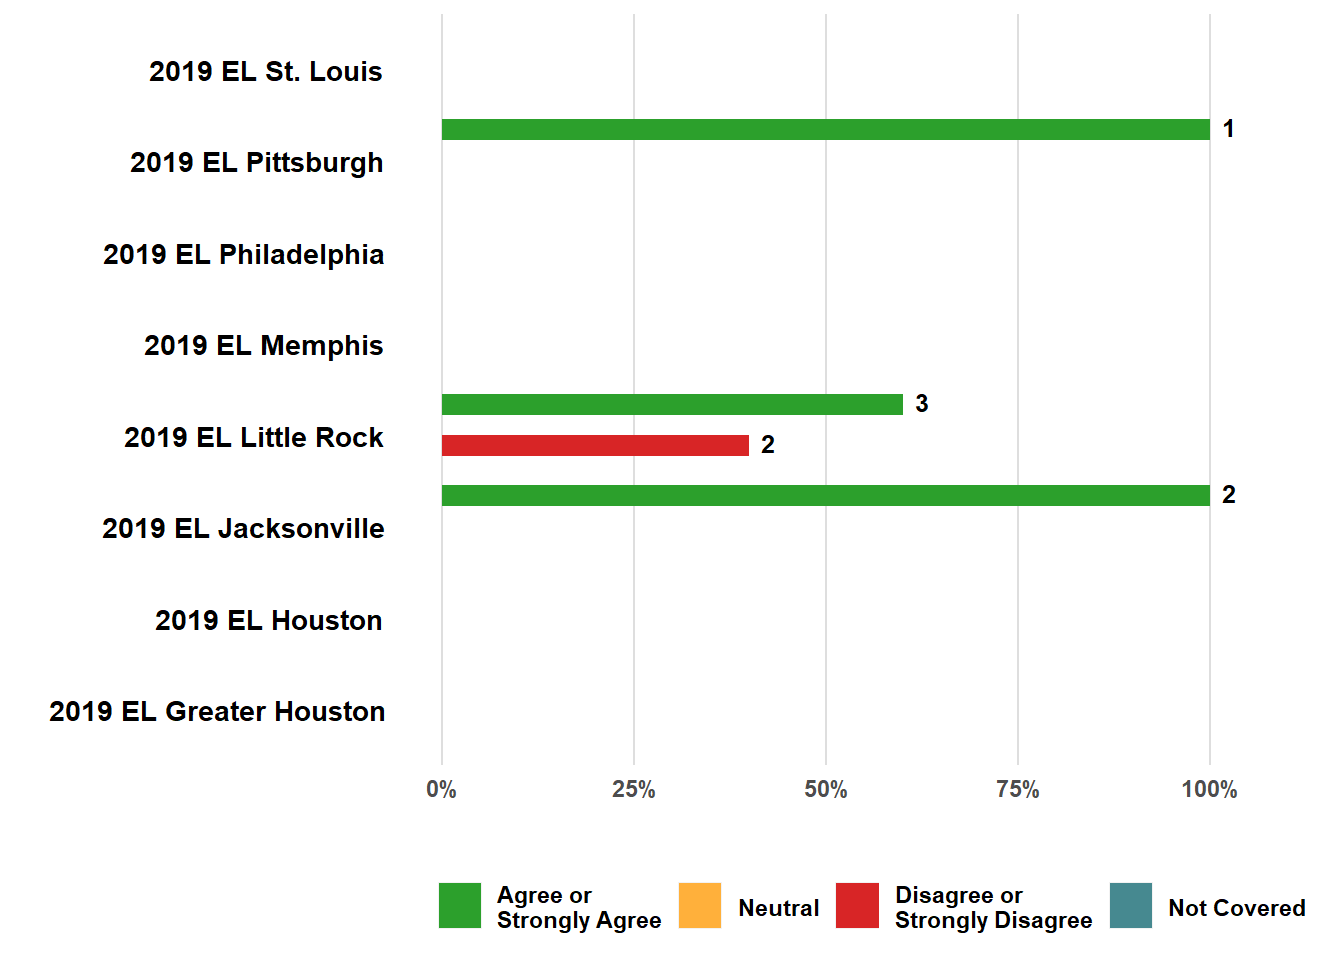 2019 EL St. Louis
1
2019 EL Pittsburgh
2019 EL Philadelphia
2019 EL Memphis
3
2019 EL Little Rock
2
2
2019 EL Jacksonville
2019 EL Houston
2019 EL Greater Houston
0% 25% 50% 75% 100%
Agree or
Strongly Agree
Neutral
Disagree or
Strongly Disagree
Not Covered